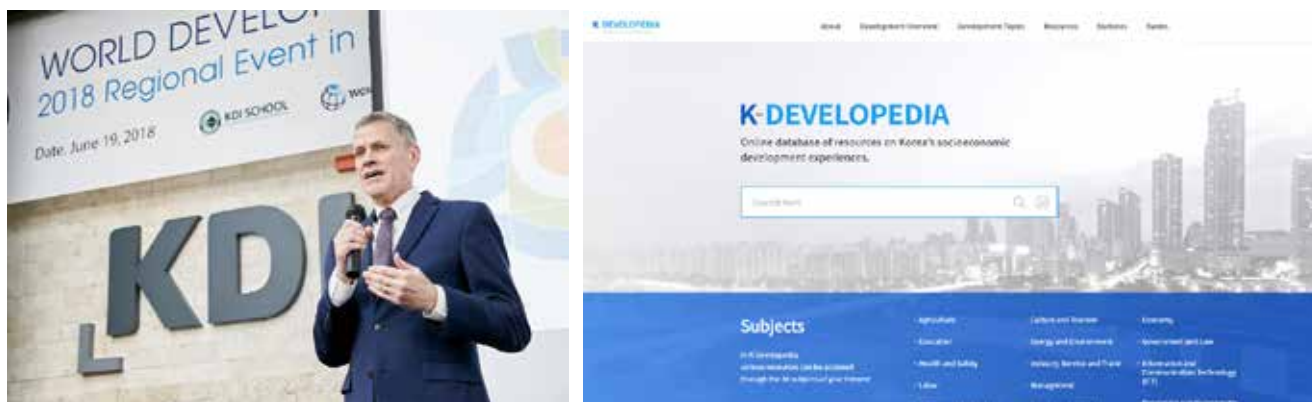 WORLD DEVELO
2018 Regional Event in
KDI SCHOOL
Date. June 19, 2018
KDI
K-DEVELOPEDIA
About Development Overview Development Topics Resources Statistics Events
K-DEVELOPEDIA
Online database of resources on Korea's socioeconomic
development experiences.
Search here
Subjects
Agriculture
Culture and Tourism
Economy
Education
Energy and Environment
Government and Law
Health and Safety
Industry Service and Trade
Information and
Communication Technology
(ICT)
Labor
Management